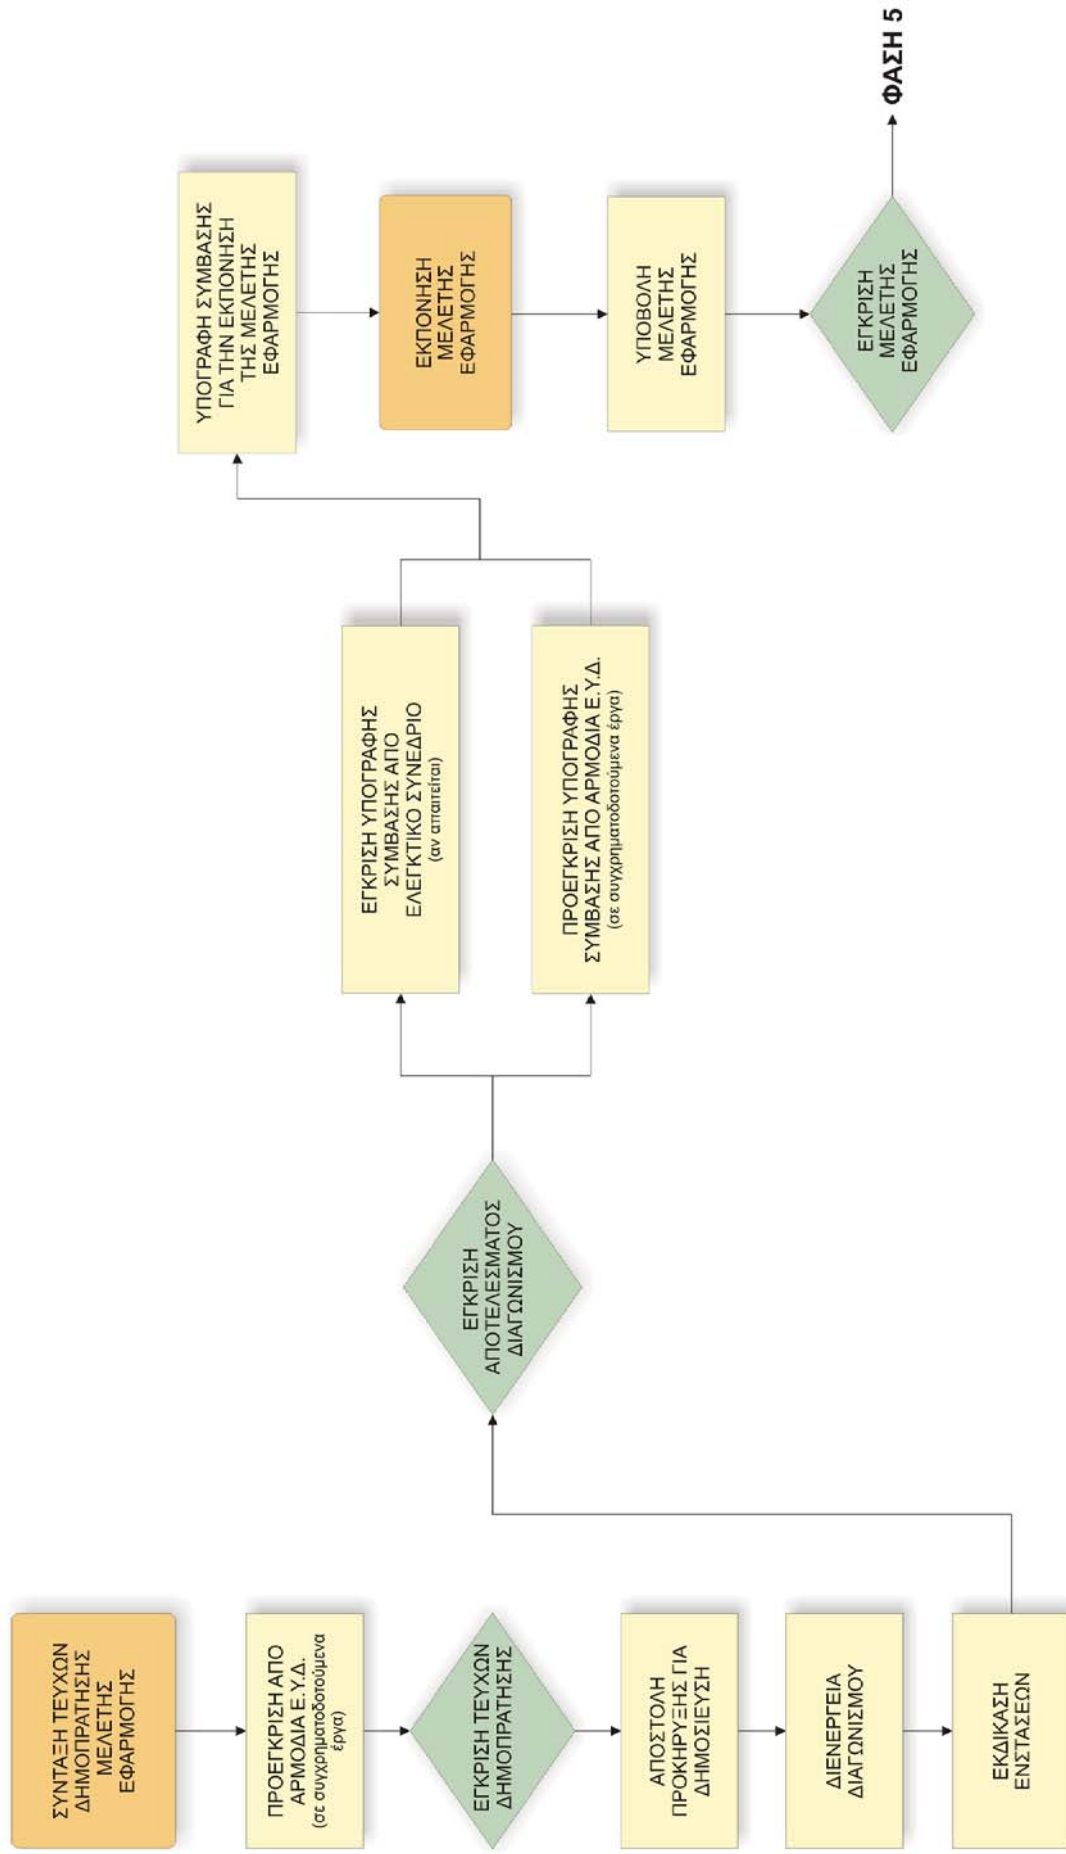 ΣΥΝΤΑΞΗ ΤΕΥΧΩΝ
ΔΗΜΟΠΡΑΤΗΣΗΣ
ΜΕΛΕΤΗΣ
ΕΦΑΡΜΟΓΗΣ
ΠΡΟΕΓΚΡΙΣΗ ΑΠΟ
ΑΡΜΟΔΙΑ Ε.Υ.Δ.
(σε συγχρηματοδοτούμενα
έργα)
ΕΓΚΡΙΣΗ ΤΕΥΧΩΝ
ΔΗΜΟΠΡΑΤΗΣΗΣ
ΑΠΟΣΤΟΛΗ
ΠΡΟΚΗΡΥΞΗΣ ΓΙΑ
ΔΗΜΟΣΙΕΥΣΗ
ΔΙΕΝΕΡΓΕΙΑ
ΔΙΑΓΩΝΙΣΜΟΥ
ΕΚΔΙΚΑΣΗ
ΕΝΣΤΑΣΕΩΝ
ΕΓΚΡΙΣΗ
ΑΠΟΤΕΛΕΣΜΑΤΟΣ
ΔΙΑΓΩΝΙΣΜΟΥ
ΕΓΚΡΙΣΗ ΥΠΟΓΡΑΦΗΣ
ΣΥΜΒΑΣΗΣ ΑΠΟ
ΕΛΕΓΚΤΙΚΟ ΣΥΝΕΔΡΙΟ
(αν απαιτείται)
ΠΡΟΕΓΚΡΙΣΗ ΥΠΟΓΡΑΦΗΣ
ΣΥΜΒΑΣΗΣ ΑΠΟ ΑΡΜΟΔΙΑ Ε.Υ.Δ.
(σε συγχρηματοδοτούμενα έργα)
ΥΠΟΓΡΑΦΗ ΣΥΜΒΑΣΗΣ
ΓΙΑ ΤΗΝ ΕΚΠΟΝΗΣΗ
ΤΗΣ ΜΕΛΕΤΗΣ
ΕΦΑΡΜΟΓΗΣ
ΕΚΠΟΝΗΣΗ
ΜΕΛΕΤΗΣ
ΕΦΑΡΜΟΓΗΣ
ΥΠΟΒΟΛΗ
ΜΕΛΕΤΗΣ
ΕΦΑΡΜΟΓΗΣ
ΕΓΚΡΙΣΗ
ΜΕΛΕΤΗΣ
ΕΦΑΡΜΟΓΗΣ
ΦΑΣΗ 5